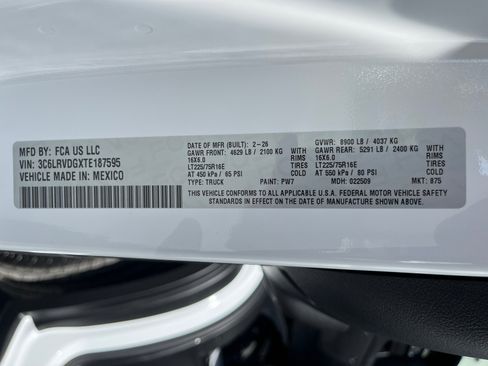 MFD BY: FCA US LLC
VIN: 3C6LRVDGXTE187595
VEHICLE MADE IN: MEXICO
DATE OF MFR (BUILT): 2-26 GVWR: 8900 LB / 4037 KG
GAWR FRONT: 4629 LB / 2100 KG WITH GAWR REAR: 5291 LB / 2400 KG WITH
16X6.0 RIMS 16X6.0 RIMS
LT225/75R16E TIRES LT225/75R16E TIRES
AT 450 kPa / 65 PSI COLD AT 550 kPa / 80 PSI COLD
TYPE: TRUCK PAINT: PW7 MDH: 022509 MKT: 875
THIS VEHICLE CONFORMS TO ALL APPLICABLE U.S.A. FEDERAL MOTOR VEHICLE SAFETY
STANDARDS IN EFFECT ON THE DATE OF MANUFACTURE SHOWN ABOVE